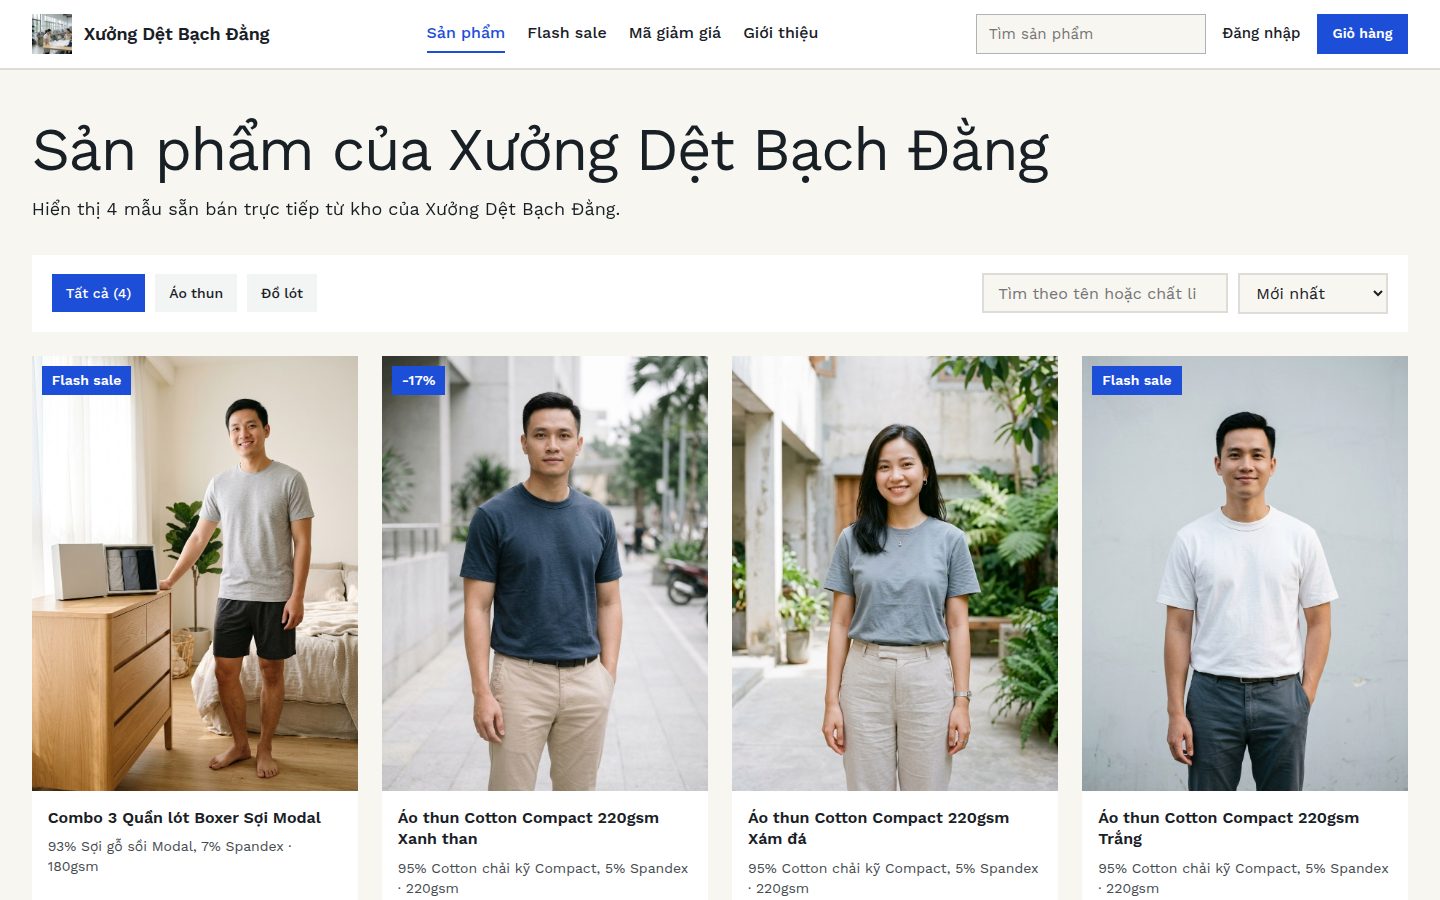 Xưởng Dệt Bạch Đằng
Sản phẩm
Flash sale
Mã giảm giá
Giới thiệu
Tìm sản phẩm
Đăng nhập
Giỏ hàng
Sản phẩm của Xưởng Dệt Bạch Đằng
Hiển thị 4 mẫu sẵn bán trực tiếp từ kho của Xưởng Dệt Bạch Đằng.
Tất cả (4)
Áo thun
Đồ lót
Tìm theo tên hoặc chất li
Mới nhất
Flash sale
-17%
Flash sale
Combo 3 Quần lót Boxer Sợi Modal
93% Sợi gỗ sồi Modal, 7% Spandex ·
180gsm
Áo thun Cotton Compact 220gsm
Xanh than
95% Cotton chải kỹ Compact, 5% Spandex
· 220gsm
Áo thun Cotton Compact 220gsm
Xám đá
95% Cotton chải kỹ Compact, 5% Spandex
· 220gsm
Áo thun Cotton Compact 220gsm
Trắng
95% Cotton chải kỹ Compact, 5% Spandex
· 220gsm